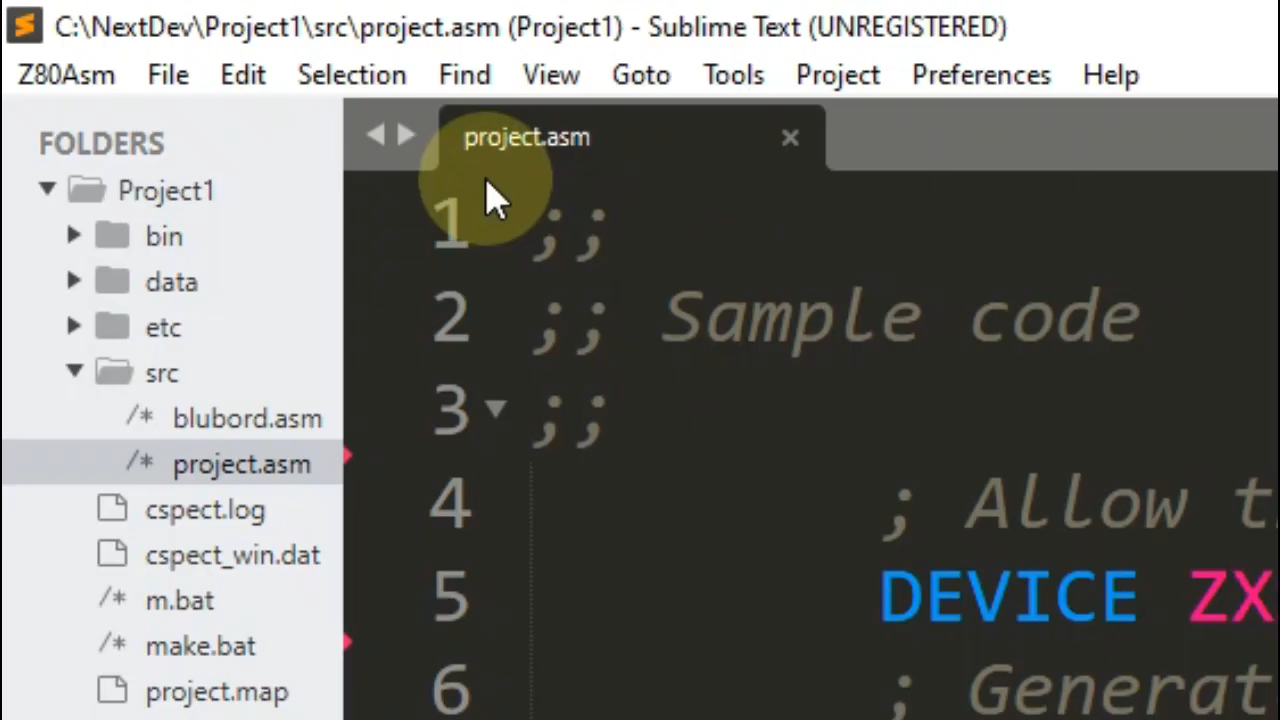 C:\NextDev\Project1\src\project.asm (Project1) - Sublime Text (UNREGISTERED)
Z80Asm File Edit Selection Find View Goto Tools Project Preferences Help
FOLDERS
Project1
bin
data
etc
src
/* blubord.asm
/* project.asm
cspect.log
cspect_win.dat
/* m.bat
/* make.bat
project.map
project.asm
1 ;;
2 ;; Sample code
3 ;;
4 ; Allow t
5 DEVICE ZX
6 ; Generat